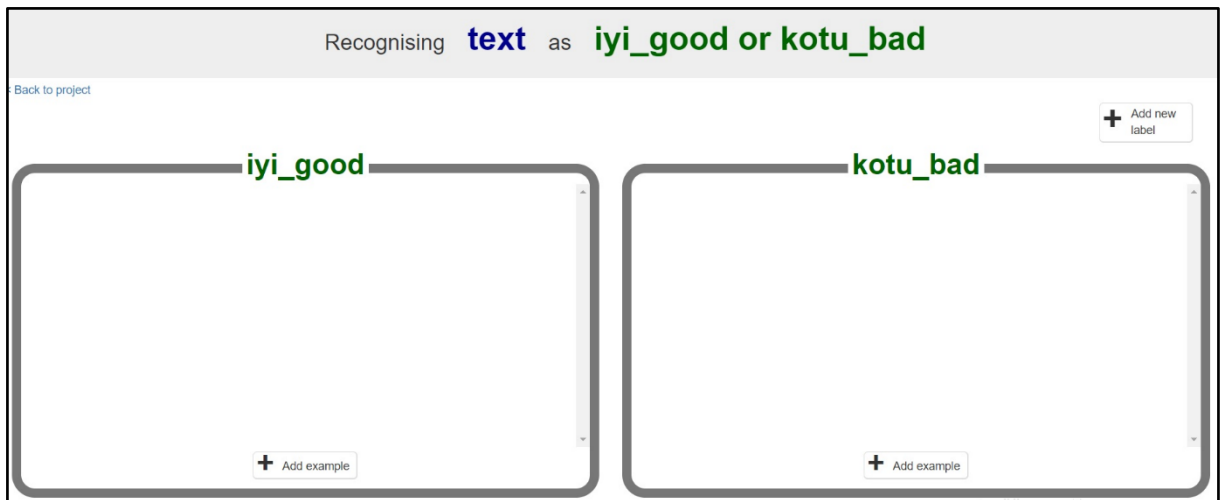 Recognising text as iyi_good or kotu_bad
< Back to project
Add new
label
iyi_good
kotu_bad
Add example
Add example